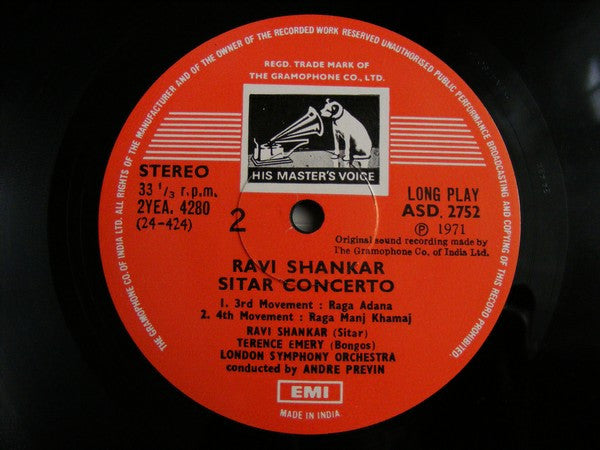 ALL RIGHTS OF THE MANUFACTURER AND OF THE OWNER OF THE RECORDED WORK RESERVED UNAUTHORISED PUBLIC PERFORMANCE BROADCASTING AND COPYING OF THIS RECORD PROHIBITED.
REGD. TRADE MARK OF
THE GRAMOPHONE CO., LTD.
HIS MASTER'S VOICE
STEREO
33 1/3 r.p.m.
2YEA. 4280
(24-424)
2
LONG PLAY
ASD. 2752
Ⓟ 1971
Original sound recording made by
The Gramophone Co. of India Ltd.
RAVI SHANKAR
SITAR CONCERTO
1. 3rd Movement : Raga Adana
2. 4th Movement : Raga Manj Khamaj
RAVI SHANKAR (Sitar)
TERENCE EMERY (Bongos)
LONDON SYMPHONY ORCHESTRA
conducted by ANDRE PREVIN
EMI
MADE IN INDIA
THE GRAMOPHONE CO. OF INDIA LTD.